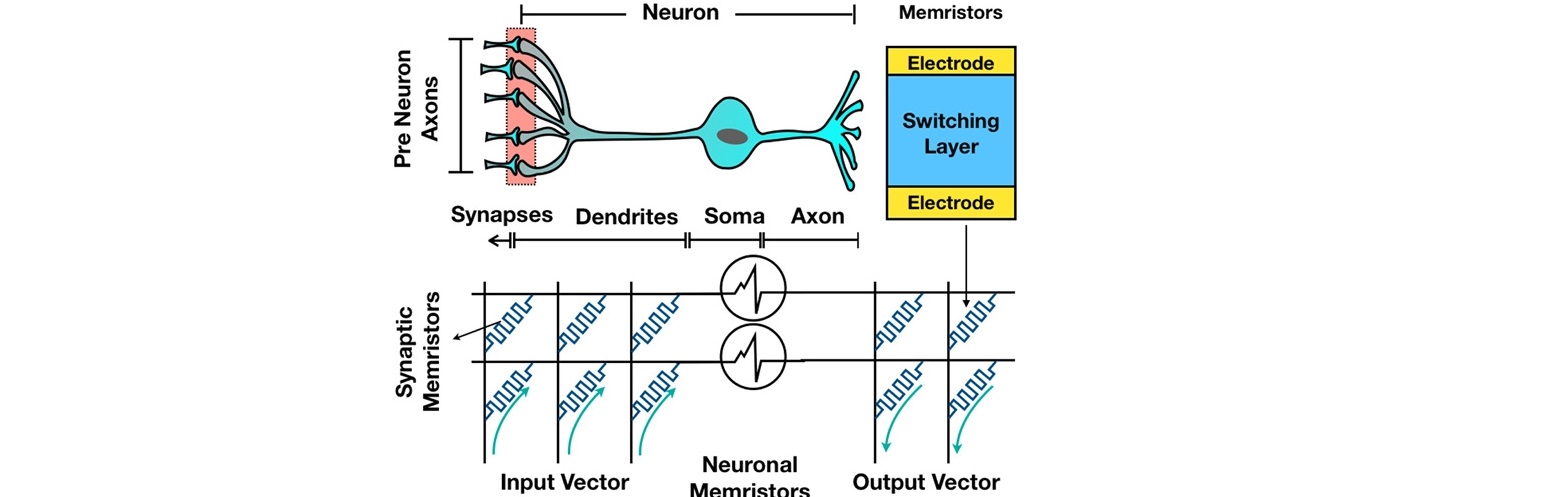 Neuron
Memristors
Pre Neuron
Axons
Electrode
Switching
Layer
Electrode
Synapses
Dendrites
Soma
Axon
Synaptic
Memristors
Input Vector
Neuronal
Memristors
Output Vector